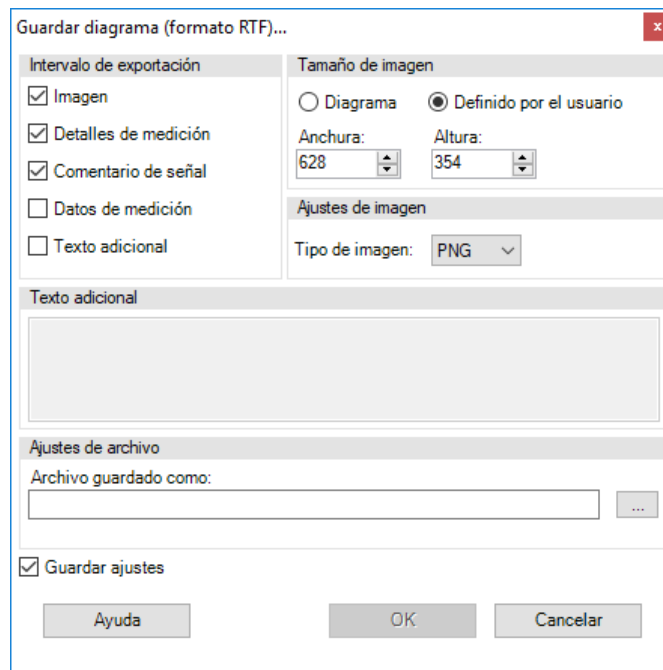 Guardar diagrama (formato RTF)...
x
Intervalo de exportación
Imagen
Detalles de medición
Comentario de señal
Datos de medición
Texto adicional
Tamaño de imagen
Diagrama
Definido por el usuario
Anchura:
Altura:
628
354
Ajustes de imagen
Tipo de imagen:
PNG
Texto adicional
Ajustes de archivo
Archivo guardado como:
...
Guardar ajustes
Ayuda
OK
Cancelar